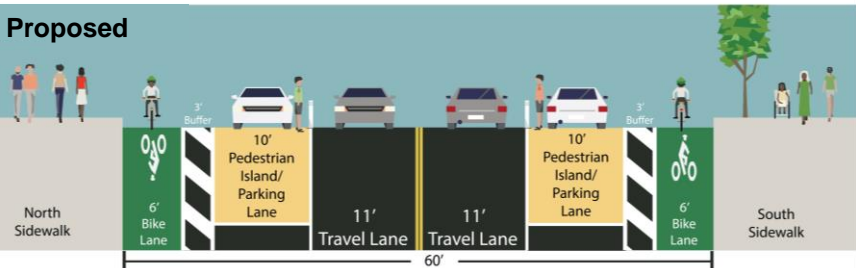 Proposed
North
Sidewalk
6'
Bike
Lane
3'
Buffer
10'
Pedestrian
Island/
Parking
Lane
11'
Travel Lane
11'
Travel Lane
10'
Pedestrian
Island/
Parking
Lane
3'
Buffer
6'
Bike
Lane
South
Sidewalk
60'